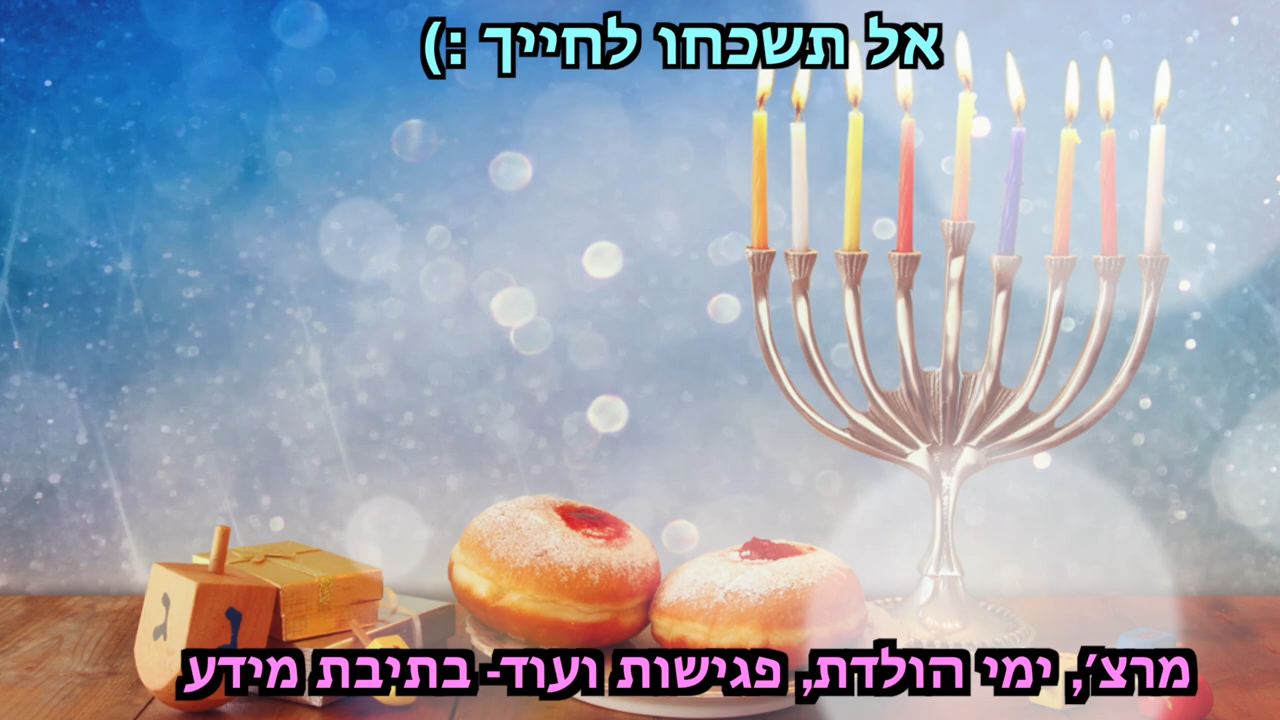 אל תשכחו לחייך :)
מרצ', ימי הולדת, פגישות ועוד- בתיבת מידע
ג
נ